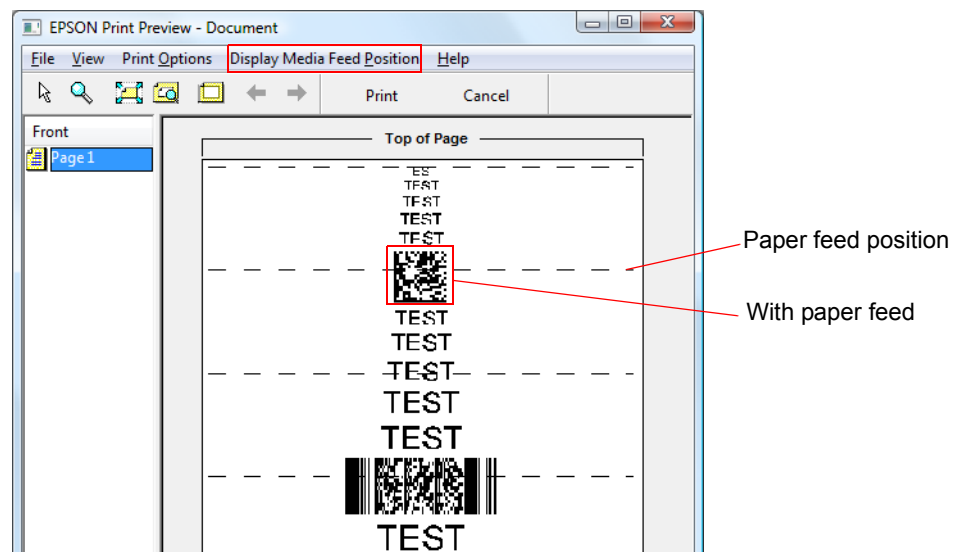 EPSON Print Preview - Document
File View Print Options Display Media Feed Position Help
Print Cancel
Front
Page 1
Top of Page
ES
TEST
TEST
TEST
TEST
Paper feed position
With paper feed
TEST
TEST
TEST
TEST
TEST
TEST